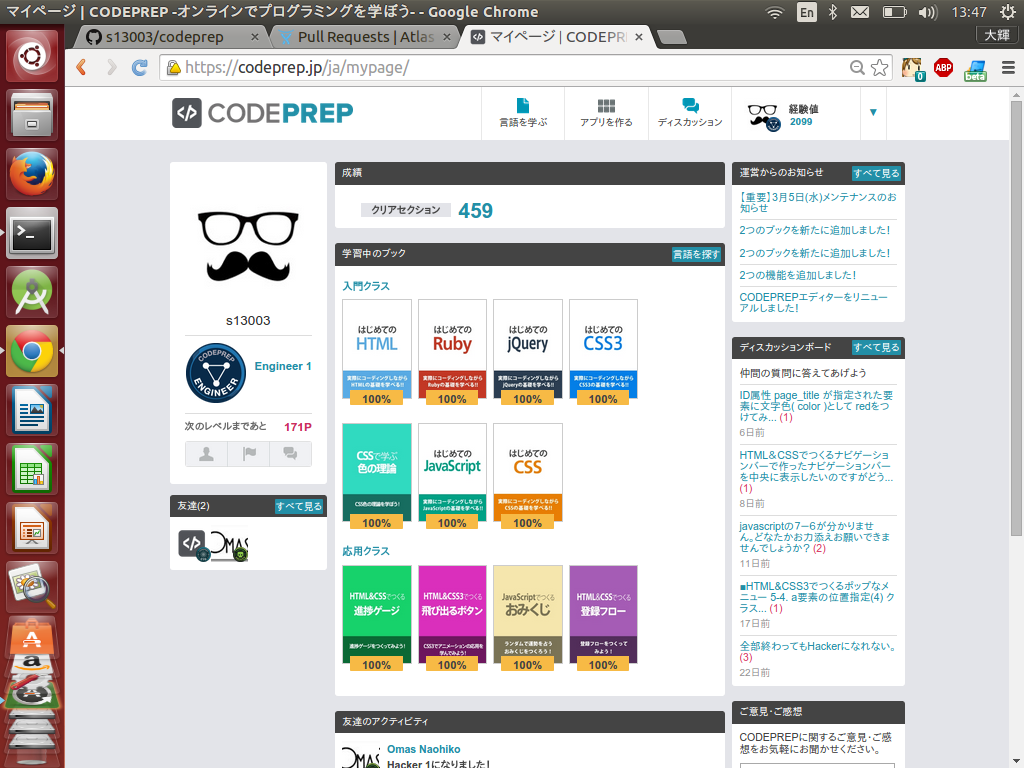 マイページ | CODEPREP -オンラインでプログラミングを学ぼう- - Google Chrome
En
13:47
大輝
s13003/codeprep
Pull Requests | Atlas
マイページ | CODEPR
https://codeprep.jp/ja/mypage/
0
ABP
beta
CODEPREP
言語を学ぶ
アプリを作る
ディスカッション
経験値
2099
s13003
CODEPREP
ENGINEER
Engineer 1
次のレベルまであと 171P
友達(2) すべて見る
成績
クリアセクション 459
学習中のブック 言語を探す
入門クラス
はじめての
HTML
実際にコーディングしながら
HTMLの基礎を学べる!!
100%
はじめての
Ruby
実際にコーディングしながら
Rubyの基礎を学べる!!
100%
はじめての
jQuery
実際にコーディングしながら
jQueryの基礎を学べる!!
100%
はじめての
CSS3
実際にコーディングしながら
CSS3の基礎を学べる!!
100%
CSSで学ぶ
色の理論
CSS色の理論を学ぼう!
100%
はじめての
JavaScript
実際にコーディングしながら
JavaScriptの基礎を学べる!!
100%
はじめての
CSS
実際にコーディングしながら
CSSの基礎を学べる!!
100%
応用クラス
HTML&CSS3でつくる
進捗ゲージ
進捗ゲージをつくってみよう!
100%
HTML&CSS3でつくる
飛び出るボタン
CSS3でアニメーションの応用を
学んでみよう!
100%
JavaScriptでつくる
おみくじ
ランダムで運勢を占う
おみくじをつくろう!
100%
HTML&CSS3でつくる
登録フロー
登録フローをつくって
みよう!
100%
友達のアクティビティ
Omas Naohiko
Hacker 1になりました!
運営からのお知らせ すべて見る
【重要】3月5日(水)メンテナンスのお
知らせ
2つのブックを新たに追加しました!
2つのブックを新たに追加しました!
2つの機能を追加しました!
CODEPREPエディターをリニュー
アルしました!
ディスカッションボード すべて見る
仲間の質問に答えてあげよう
ID属性 page_title が指定された要
素に文字色( color )として redをつ
けてみ... (1)
6日前
HTML&CSSでつくるナビゲーショ
ンバーで作ったナビゲーションバー
を中央に表示したいのですがどう...
(1)
8日前
javascriptの7ー6が分かりませ
ん。どなたかお力添えお願いできま
せんでしょうか? (2)
11日前
■HTML&CSS3でつくるポップなメ
ニュー 5-4. a要素の位置指定(4) ク
ラス... (1)
17日前
全部終わってもHackerになれない。
(3)
22日前
ご意見・ご感想
CODEPREPに関するご意見・ご感
想をお気軽にお聞かせください。